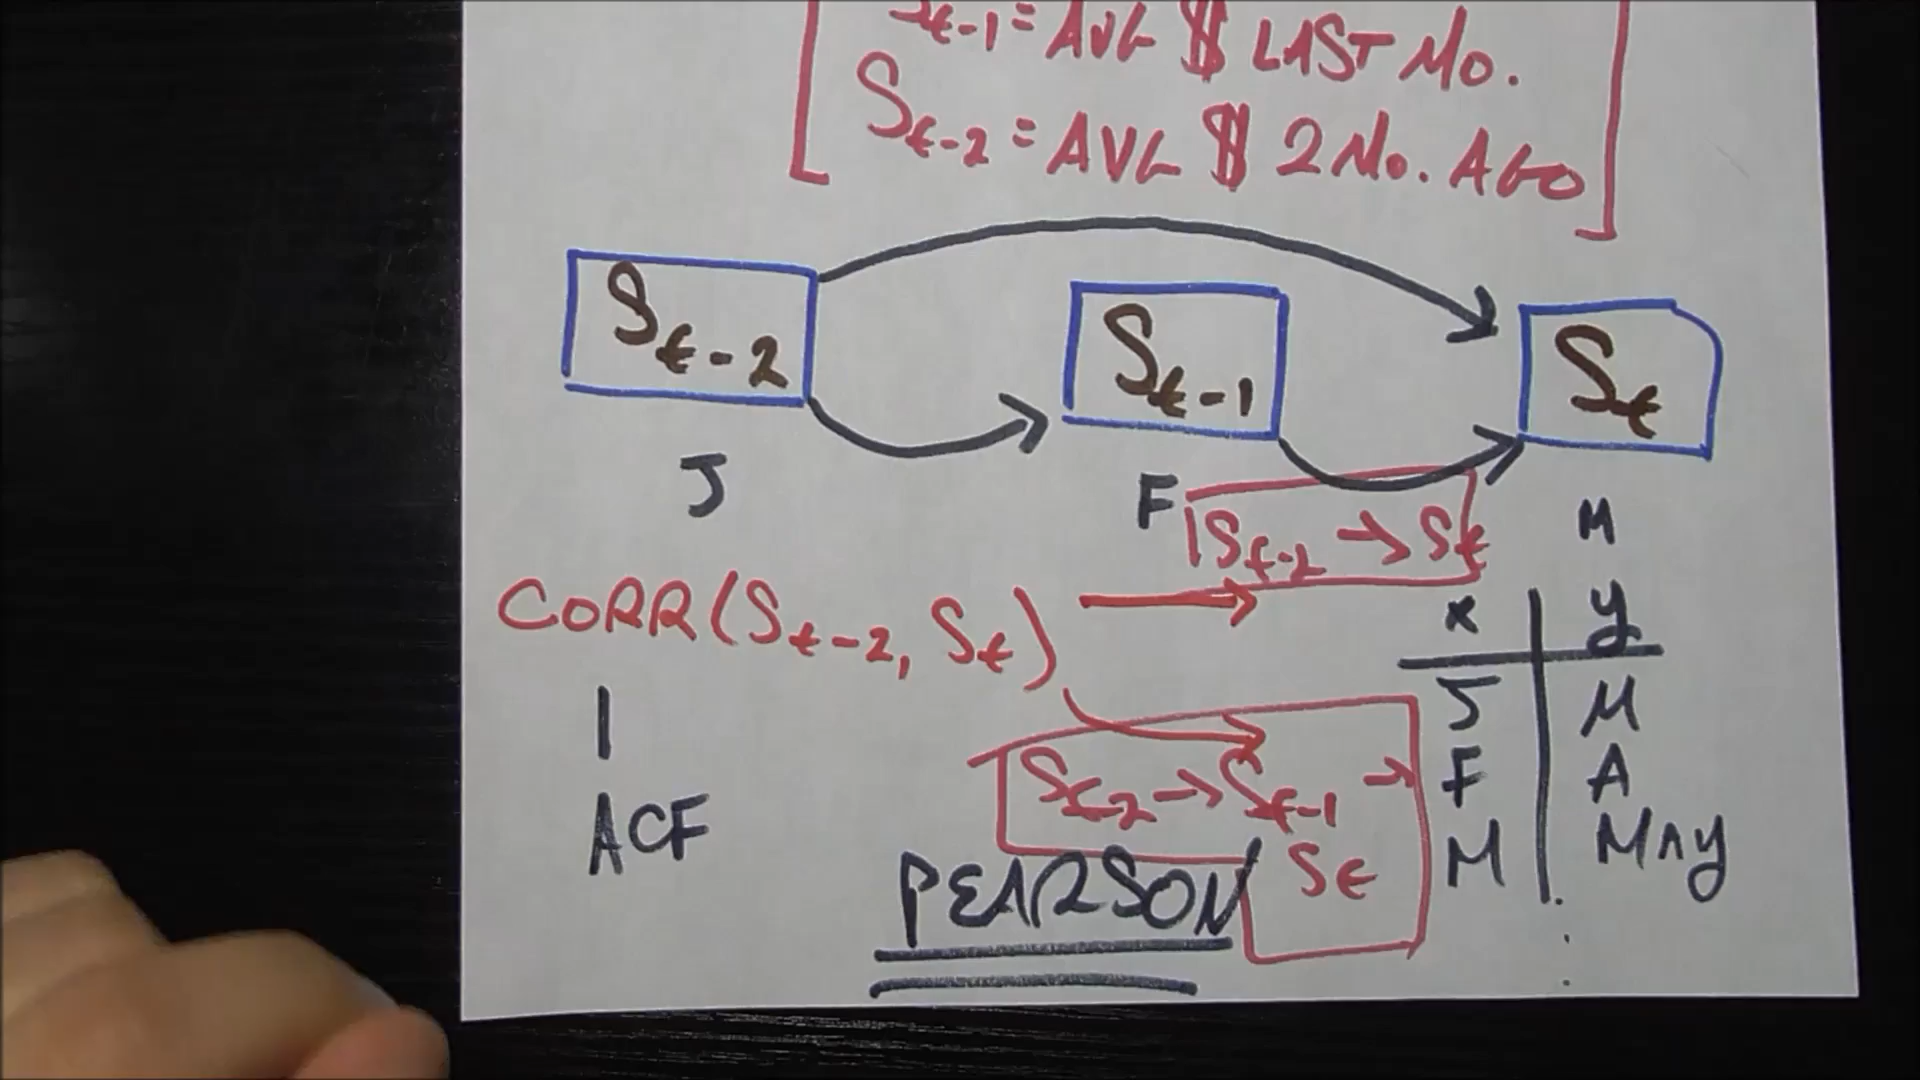 St-1 = AVG $ LAST MO.
St-2 = AVG $ 2 MO. AGO
St-2 St-1 St
J F M
St-2 → St
CORR(St-2, St)
x y
J M
F A
M MAY
St-2 → St-1 →
St
ACF
PEARSON